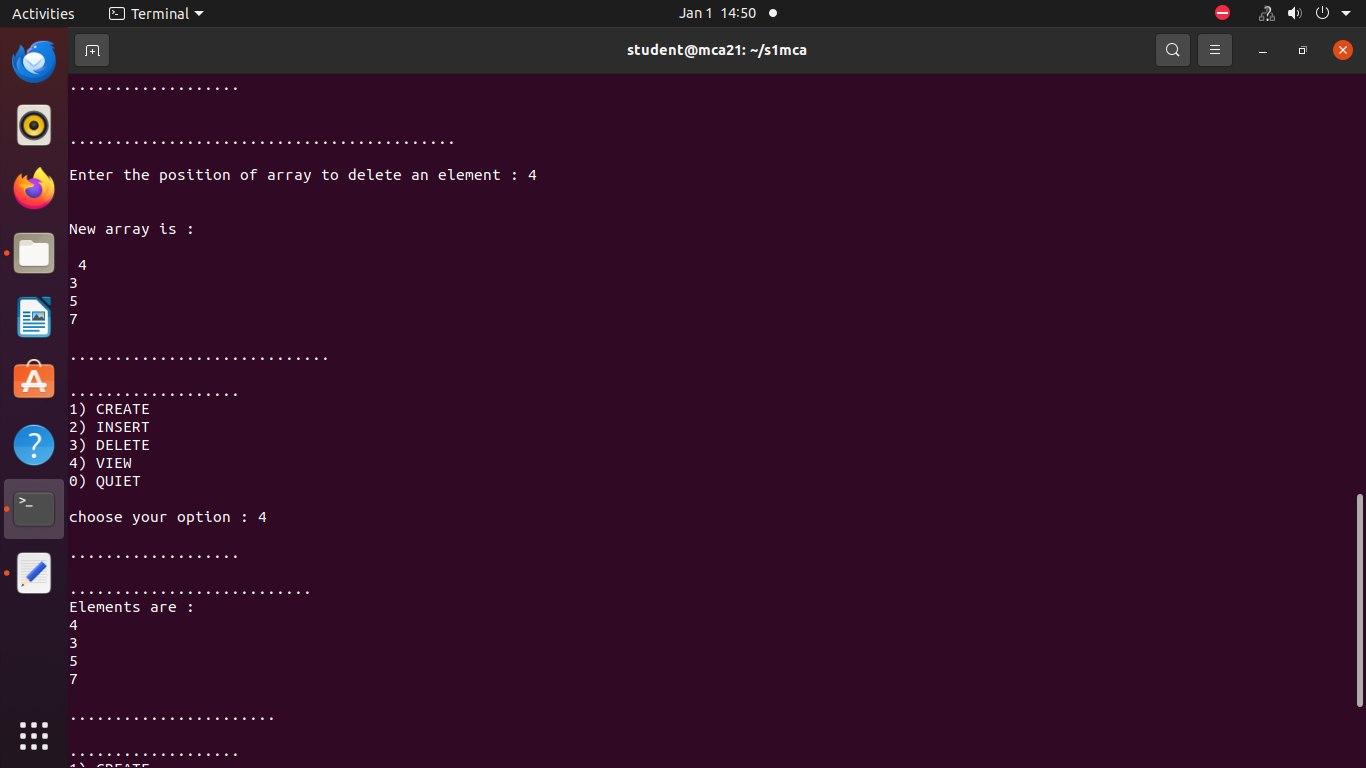 Activities
Terminal
Jan 1 14:50
student@mca21: ~/s1mca
...................
...........................................
Enter the position of array to delete an element : 4
New array is :
4
3
5
7
.............................
...................
1) CREATE
2) INSERT
3) DELETE
4) VIEW
0) QUIET
choose your option : 4
...................
...........................
Elements are :
4
3
5
7
.......................
...................
1) CREATE